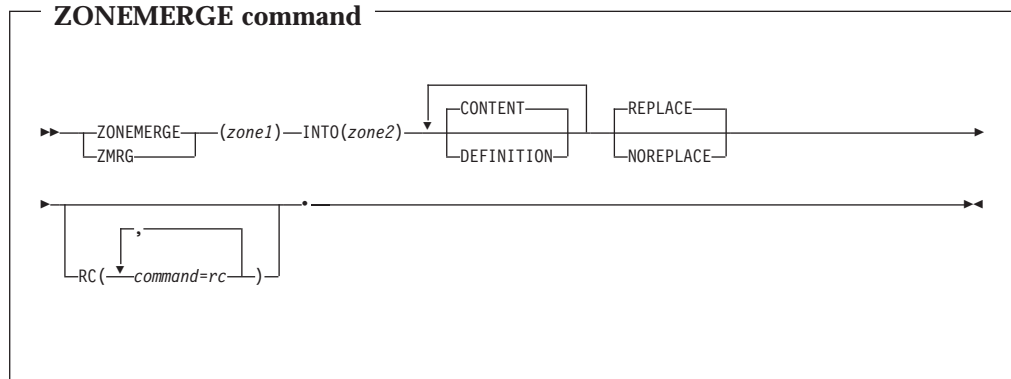 ZONEMERGE command
CONTENT REPLACE
ZONEMERGE (zone1) INTO(zone2)
ZMRG DEFINITION NOREPLACE
.
,
RC( command=rc )